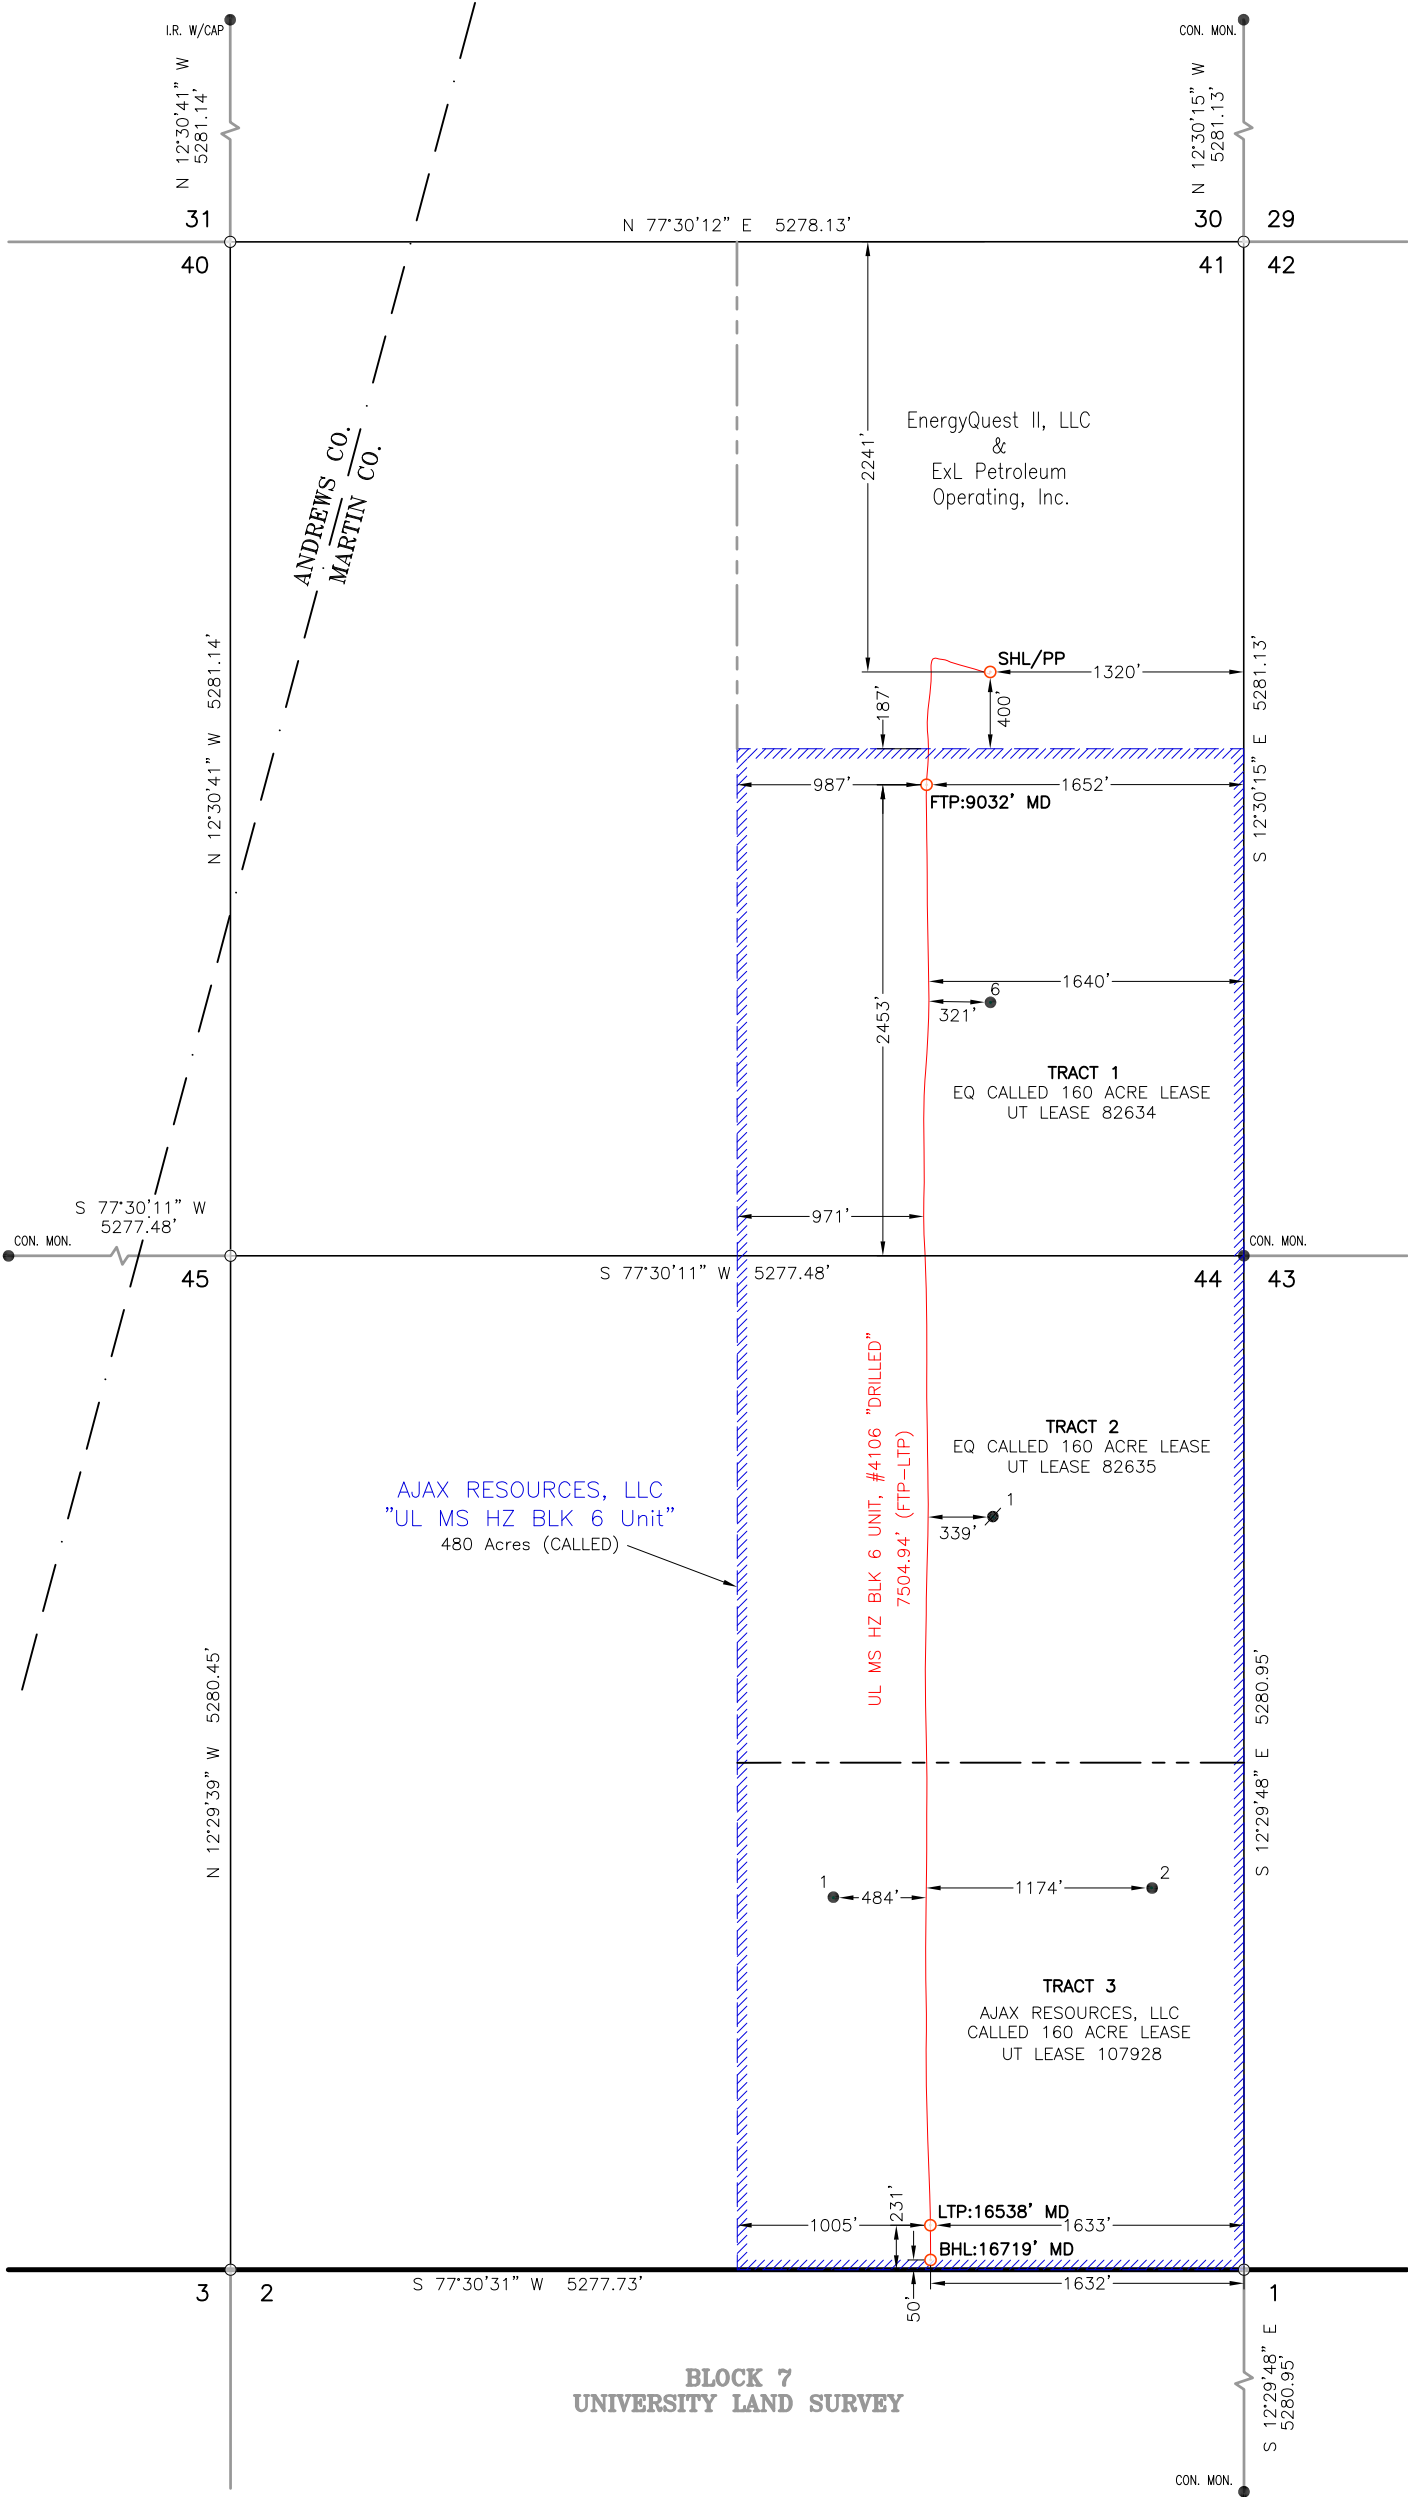 I.R. W/CAP
CON. MON.
N 12°30'41" W
5281.14'
N 12°30'15" W
5281.13'
31
30
29
N 77°30'12" E 5278.13'
40
41
42
ANDREWS CO.
MARTIN CO.
2241'
EnergyQuest II, LLC
&
ExL Petroleum
Operating, Inc.
N 12°30'41" W 5281.14'
S 12°30'15" E 5281.13'
SHL/PP
1320'
400'
187'
987'
1652'
FTP:9032' MD
2453'
1640'
6
321'
TRACT 1
EQ CALLED 160 ACRE LEASE
UT LEASE 82634
S 77°30'11" W
5277.48'
971'
CON. MON.
CON. MON.
45
S 77°30'11" W 5277.48'
44
43
UL MS HZ BLK 6 UNIT, #4106 "DRILLED"
7504.94' (FTP-LTP)
TRACT 2
EQ CALLED 160 ACRE LEASE
UT LEASE 82635
1
339'
AJAX RESOURCES, LLC
"UL MS HZ BLK 6 Unit"
480 Acres (CALLED)
N 12°29'39" W 5280.45'
S 12°29'48" E 5280.95'
1
484'
1174'
2
TRACT 3
AJAX RESOURCES, LLC
CALLED 160 ACRE LEASE
UT LEASE 107928
231'
LTP:16538' MD
1005'
1633'
BHL:16719' MD
S 77°30'31" W 5277.73'
1632'
50'
3
2
1
S 12°29'48" E
5280.95'
BLOCK 7
UNIVERSITY LAND SURVEY
CON. MON.